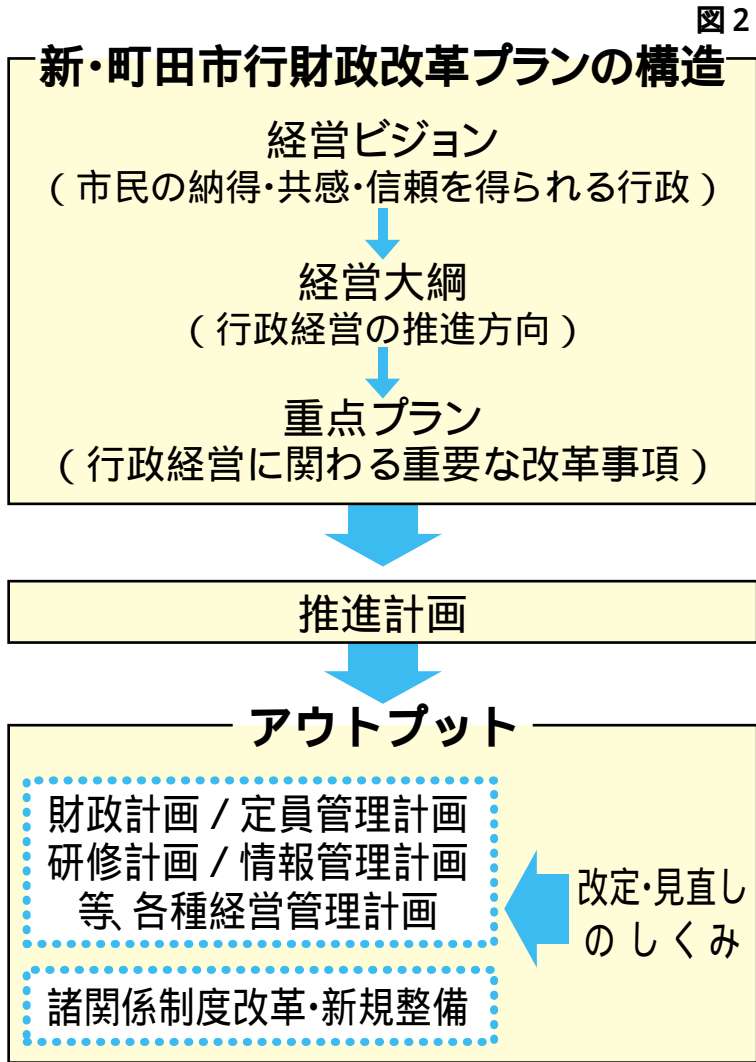 図2
新・町田市行財政改革プランの構造
経営ビジョン
（市民の納得・共感・信頼を得られる行政）
経営大綱
（行政経営の推進方向）
重点プラン
（行政経営に関わる重要な改革事項）
推進計画
アウトプット
財政計画／定員管理計画
研修計画／情報管理計画
等、各種経営管理計画
改定・見直し
のしくみ
諸関係制度改革・新規整備